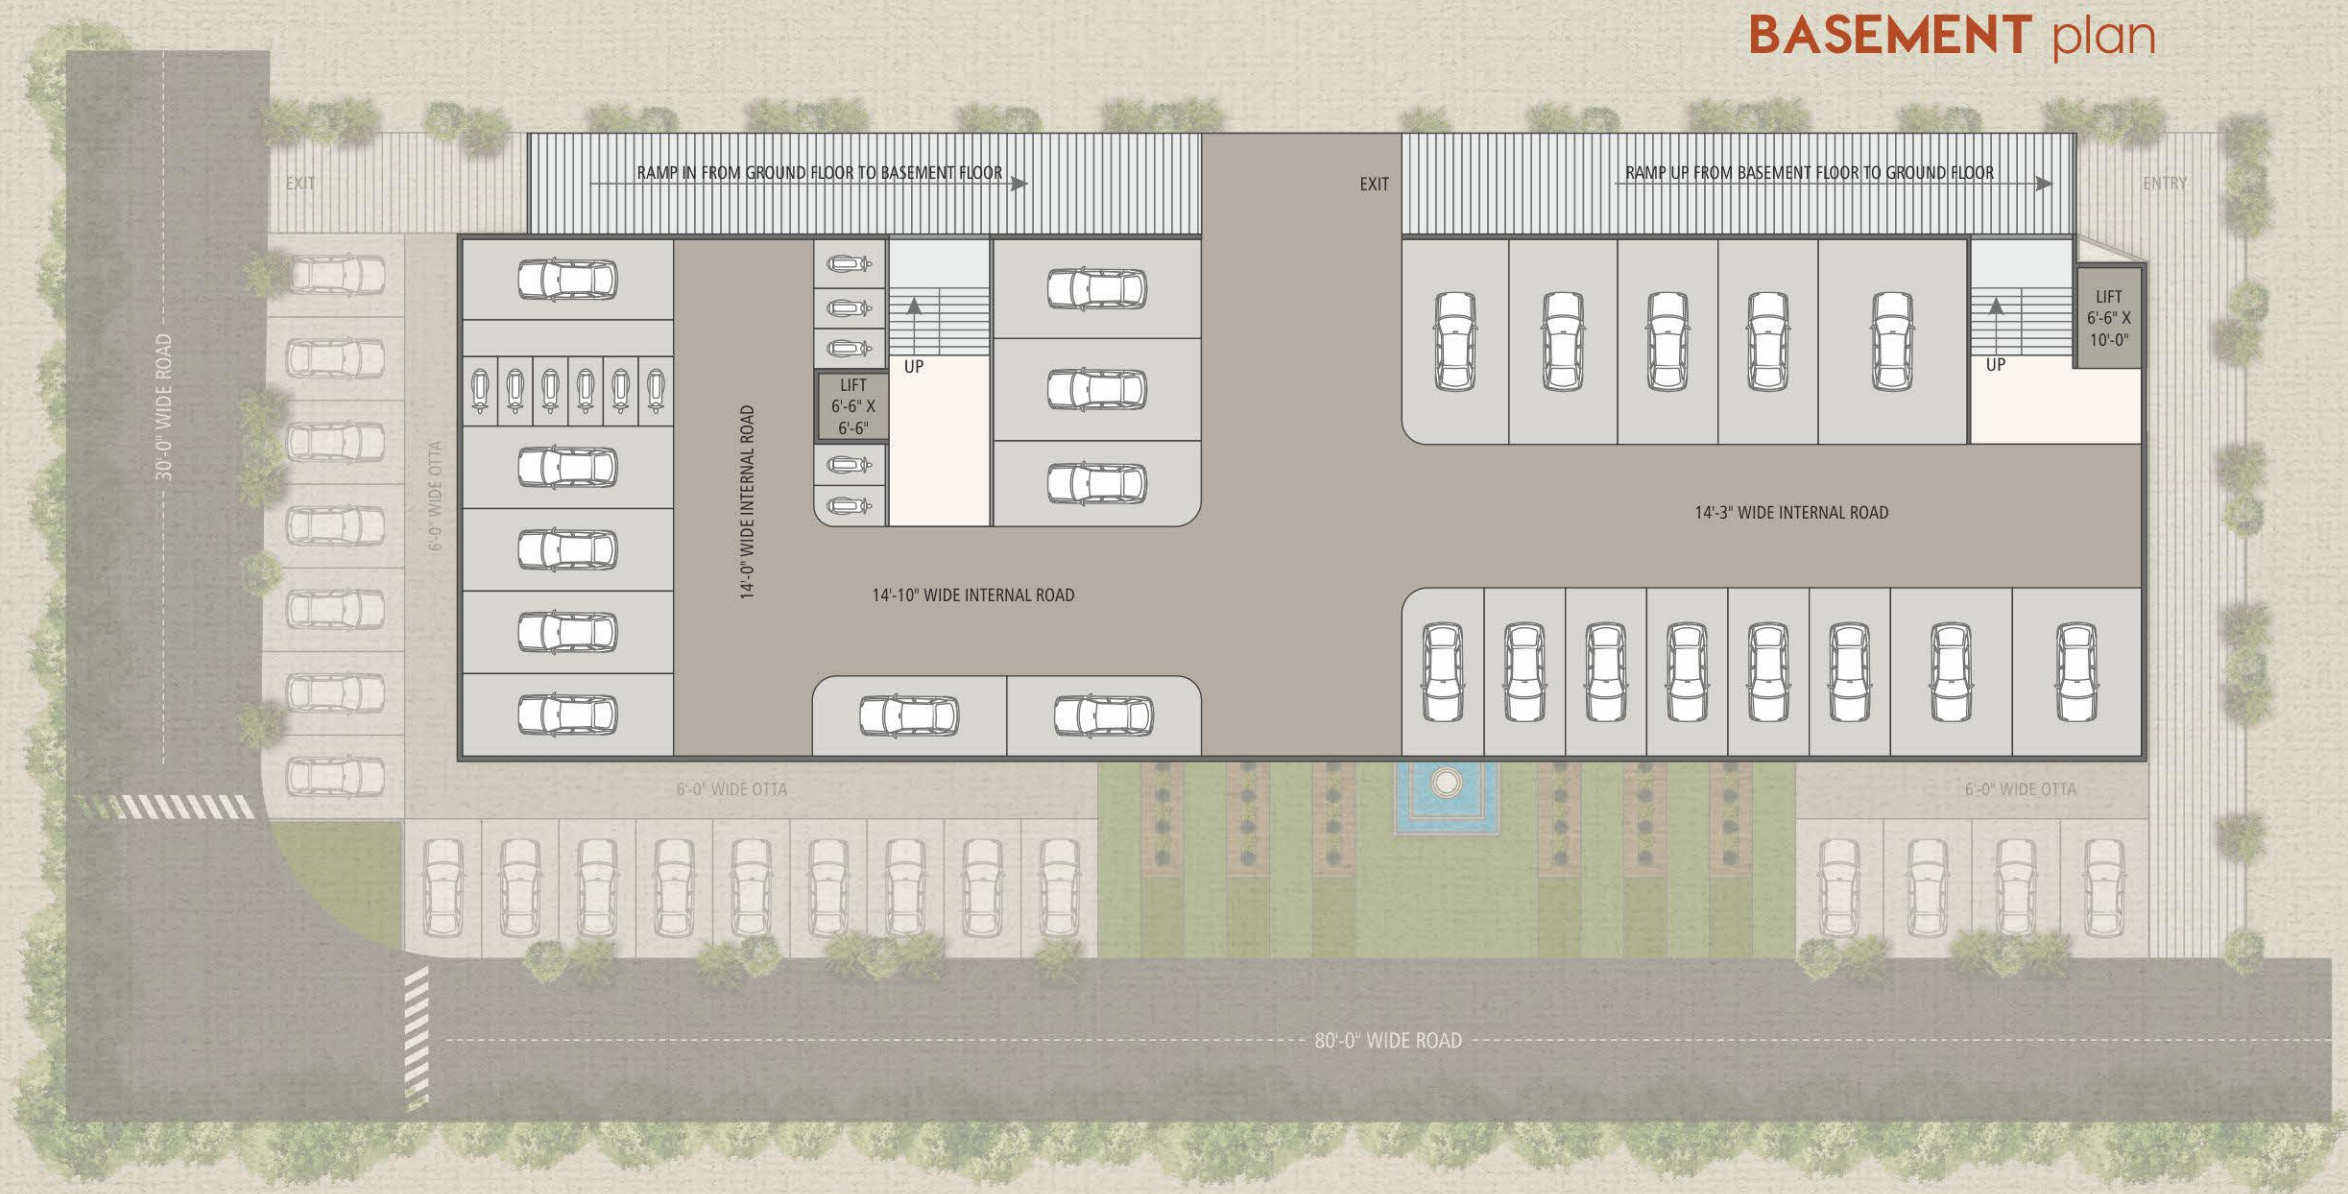 BASEMENT plan
RAMP IN FROM GROUND FLOOR TO BASEMENT FLOOR
EXIT
RAMP UP FROM BASEMENT FLOOR TO GROUND FLOOR
EXIT
ENTRY
LIFT
6'-6" X
10'-0"
UP
UP
LIFT
6'-6" X
6'-6"
30'-0" WIDE ROAD
6'-0" WIDE OTTA
14'-0" WIDE INTERNAL ROAD
14'-3" WIDE INTERNAL ROAD
14'-10" WIDE INTERNAL ROAD
6'-0" WIDE OTTA
6'-0" WIDE OTTA
80'-0" WIDE ROAD